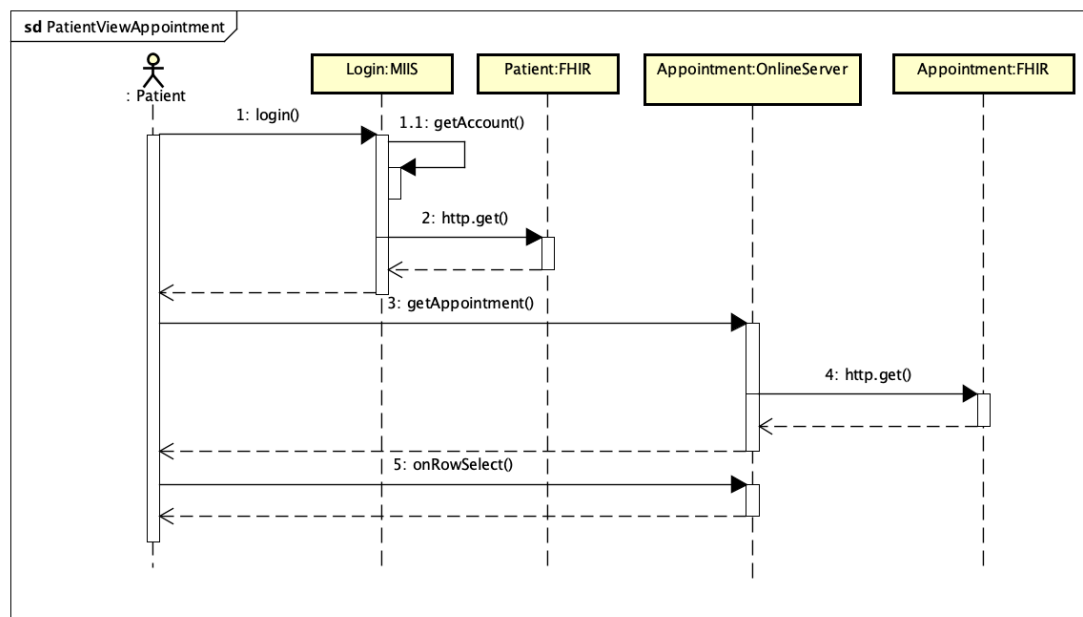 sd PatientViewAppointment
: Patient
Login:MIIS
Patient:FHIR
Appointment:OnlineServer
Appointment:FHIR
1: login()
1.1: getAccount()
2: http.get()
3: getAppointment()
4: http.get()
5: onRowSelect()